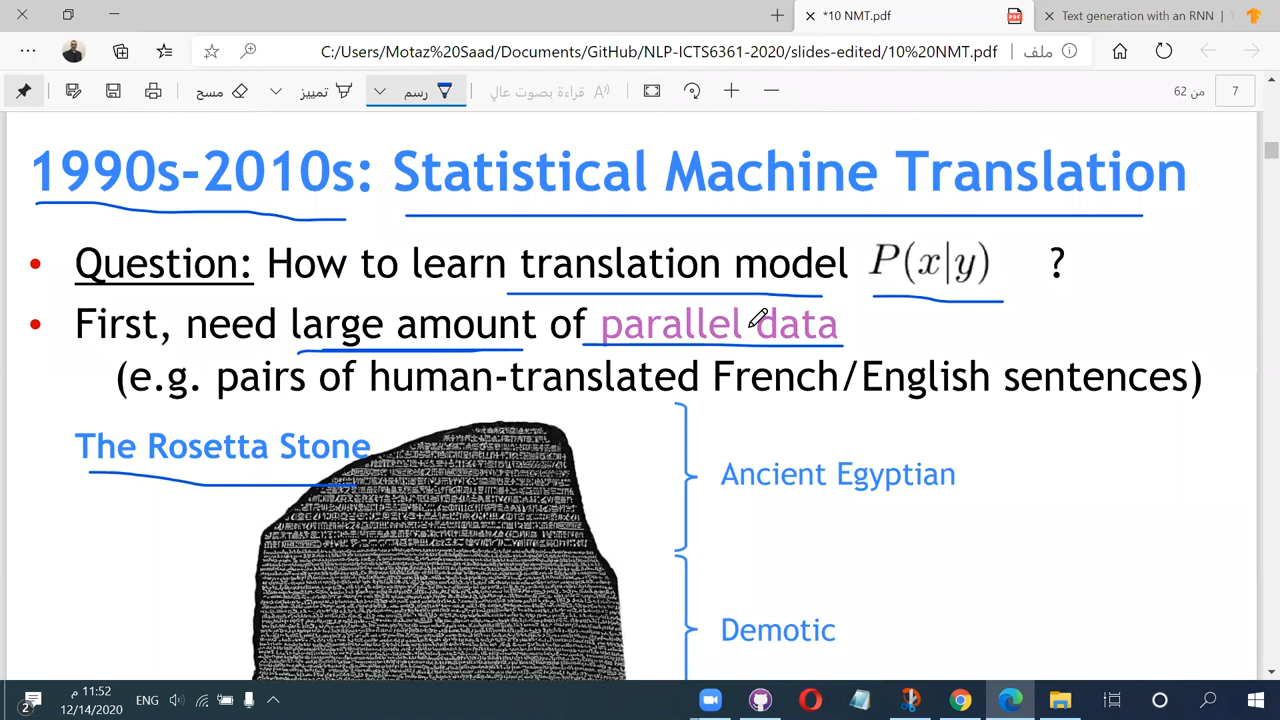 *10 NMT.pdf
Text generation with an RNN |
C:/Users/Motaz%20Saad/Documents/GitHub/NLP-ICTS6361-2020/slides-edited/10%20NMT.pdf
ملف
مسح
تمييز
رسم
قراءة بصوت عالٍ
من 62
7
1990s-2010s: Statistical Machine Translation
• Question: How to learn translation model P(x|y) ?
• First, need large amount of parallel data
(e.g. pairs of human-translated French/English sentences)
The Rosetta Stone
Ancient Egyptian
Demotic
11:52 م
ENG
12/14/2020
2